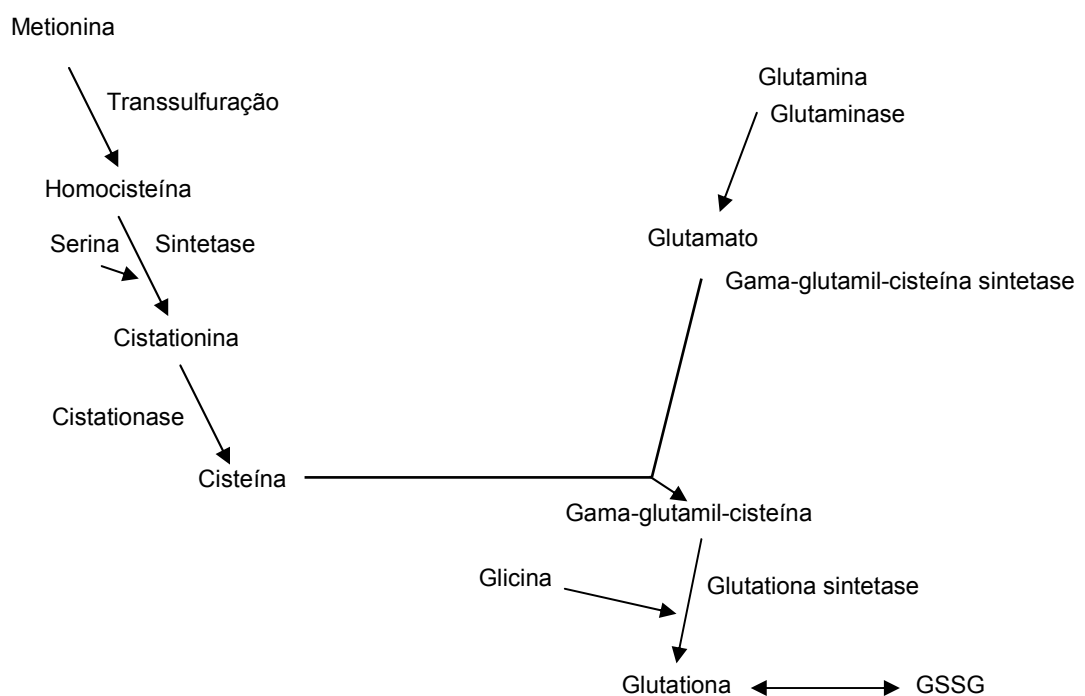 Metionina
Glutamina
Transsulfuração
Glutaminase
Homocisteína
Serina
Sintetase
Glutamato
Gama-glutamil-cisteína sintetase
Cistationina
Cistationase
Cisteína
Gama-glutamil-cisteína
Glicina
Glutationa sintetase
Glutationa
GSSG